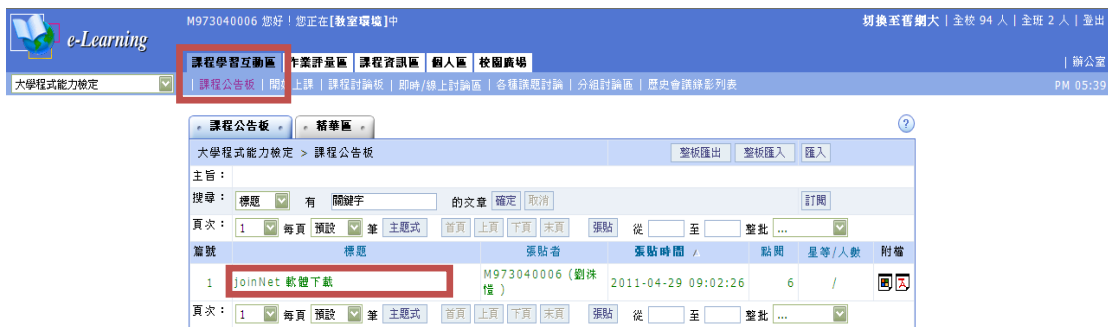 M973040006 您好！您正在[教室環境]中
切換至舊網大 | 全校 94 人 | 全班 2 人 | 登出
e-Learning
課程學習互動區 作業評量區 課程資訊區 個人區 校園廣場 | 辦公室
大學程式能力檢定 | 課程公告板 | 開始上課 | 課程討論板 | 即時/線上討論區 | 各種議題討論 | 分組討論區 | 歷史會議錄影列表 PM 05:39
課程公告板 精華區 ?
大學程式能力檢定 > 課程公告板 整板匯出 整板匯入 匯入
主旨：
搜尋： 標題 有 關鍵字 的文章 確定 取消 訂閱
頁次： 1 每頁 預設 筆 主題式 首頁 上頁 下頁 末頁 張貼 從 至 整批 ...
篇號 標題 張貼者 張貼時間 點閱 星等/人數 附檔
1 joinNet 軟體下載 M973040006 (劉洙愷) 2011-04-29 09:02:26 6 /
頁次： 1 每頁 預設 筆 主題式 首頁 上頁 下頁 末頁 張貼 從 至 整批 ...